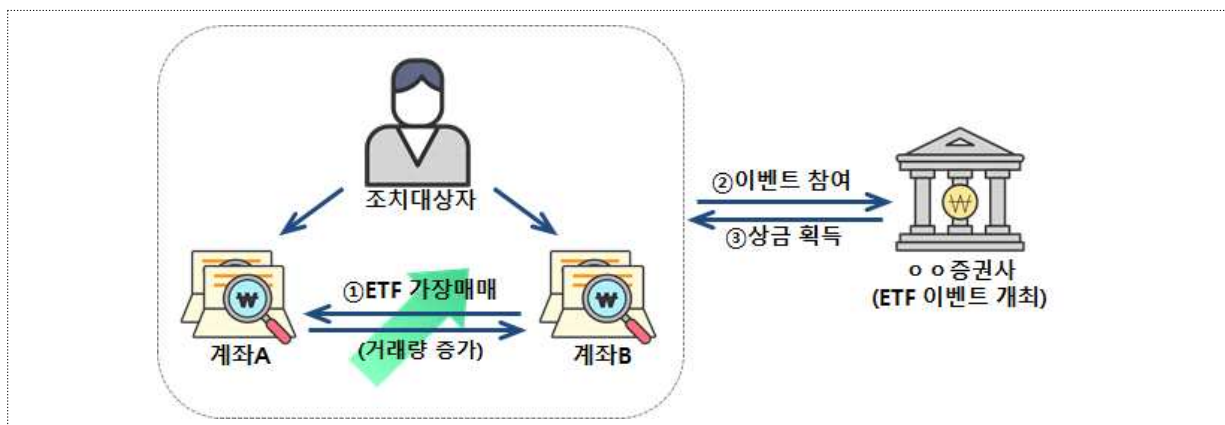 조치대상자
②이벤트 참여
③상금 획득
₩
ㅇㅇ증권사
(ETF 이벤트 개최)
①ETF 가장매매
(거래량 증가)
₩
₩
계좌A
계좌B